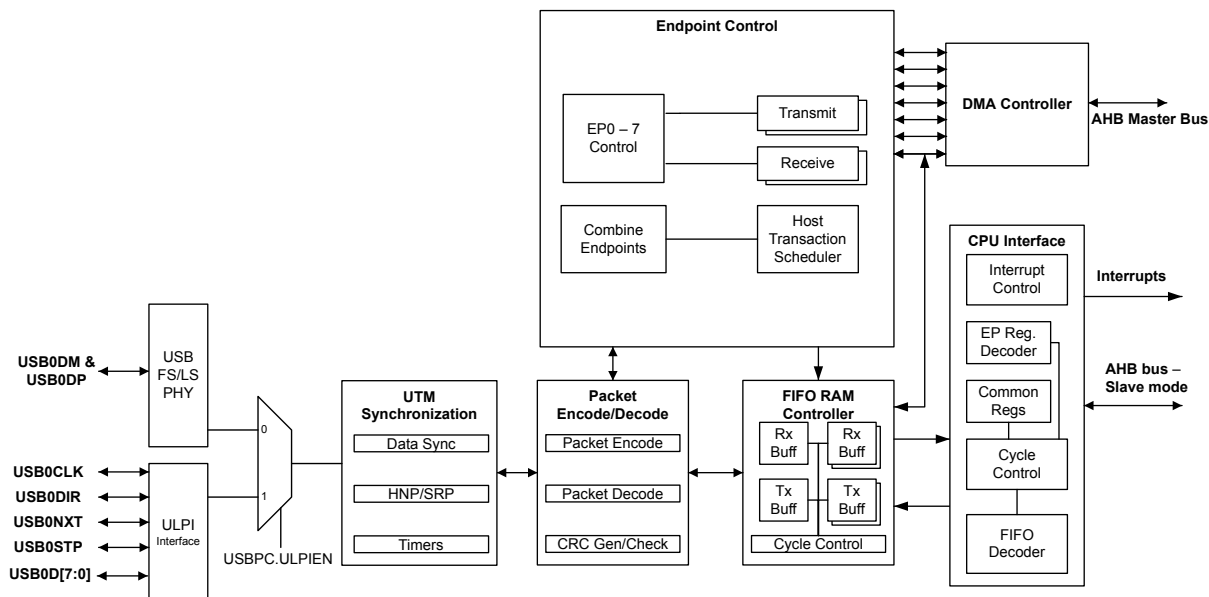 Endpoint Control
EP0 – 7
Control
Transmit
Receive
Combine
Endpoints
Host
Transaction
Scheduler
DMA Controller
AHB Master Bus
CPU Interface
Interrupt
Control
EP Reg.
Decoder
Common
Regs
Cycle
Control
FIFO
Decoder
Interrupts
AHB bus –
Slave mode
USB0DM &
USB0DP
USB
FS/LS
PHY
USB0CLK
USB0DIR
USB0NXT
USB0STP
USB0D[7:0]
ULPI
Interface
0
1
USBPC.ULPIEN
UTM
Synchronization
Data Sync
HNP/SRP
Timers
Packet
Encode/Decode
Packet Encode
Packet Decode
CRC Gen/Check
FIFO RAM
Controller
Rx
Buff
Rx
Buff
Tx
Buff
Tx
Buff
Cycle Control